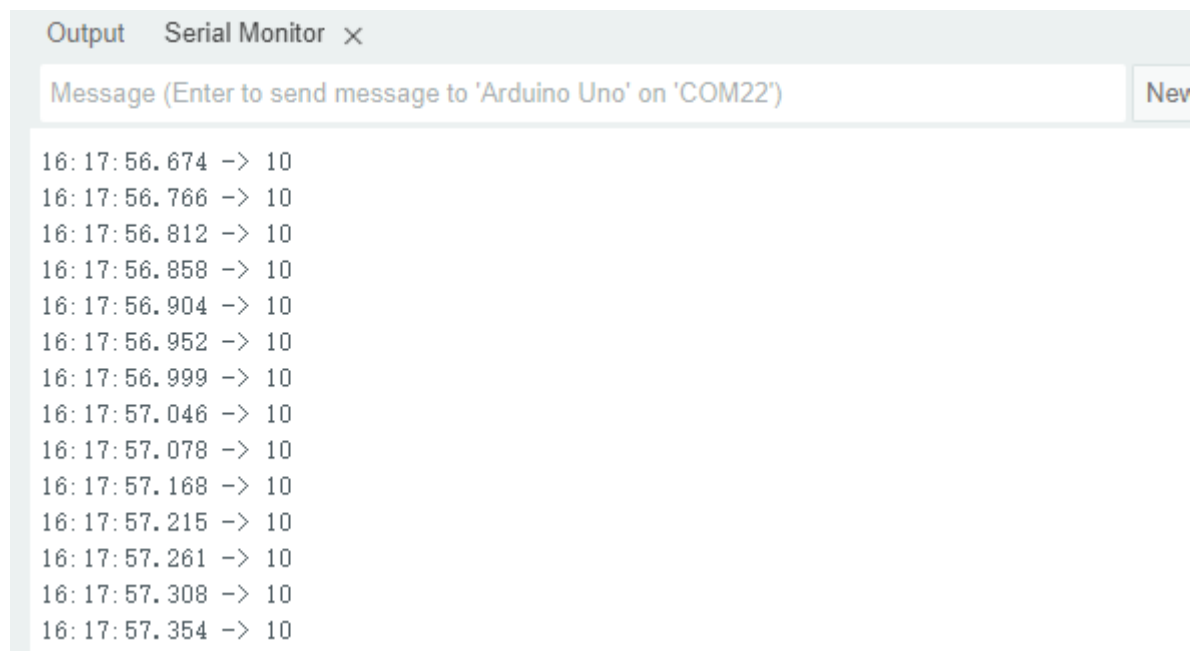 Output Serial Monitor ×
Message (Enter to send message to 'Arduino Uno' on 'COM22') New
16:17:56.674 -> 10
16:17:56.766 -> 10
16:17:56.812 -> 10
16:17:56.858 -> 10
16:17:56.904 -> 10
16:17:56.952 -> 10
16:17:56.999 -> 10
16:17:57.046 -> 10
16:17:57.078 -> 10
16:17:57.168 -> 10
16:17:57.215 -> 10
16:17:57.261 -> 10
16:17:57.308 -> 10
16:17:57.354 -> 10